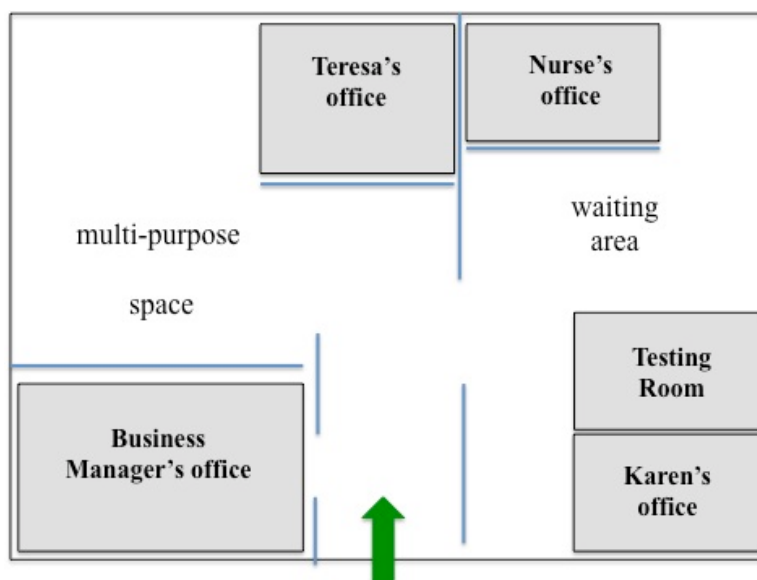 Teresa’s
office
Nurse’s
office
multi-purpose
space
waiting
area
Testing
Room
Business
Manager’s office
Karen’s
office